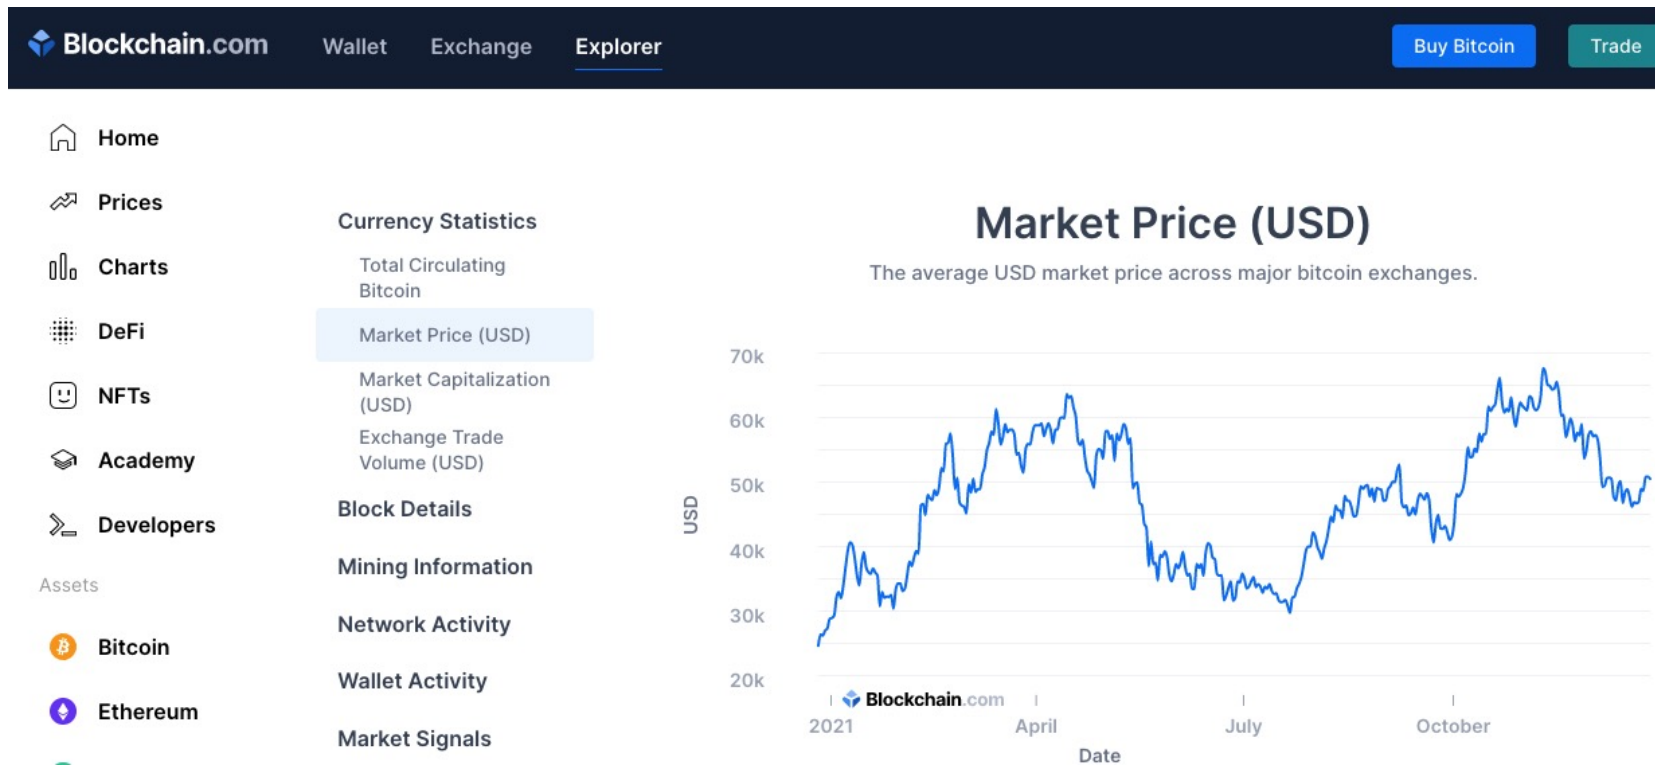 Blockchain.com
Wallet
Exchange
Explorer
Buy Bitcoin
Trade
Home
Prices
Charts
DeFi
NFTs
Academy
Developers
Assets
Bitcoin
Ethereum
Currency Statistics
Total Circulating
Bitcoin
Market Price (USD)
Market Capitalization
(USD)
Exchange Trade
Volume (USD)
Block Details
Mining Information
Network Activity
Wallet Activity
Market Signals
Market Price (USD)
The average USD market price across major bitcoin exchanges.
70k
60k
50k
40k
30k
20k
USD
Blockchain.com
2021
April
July
October
Date